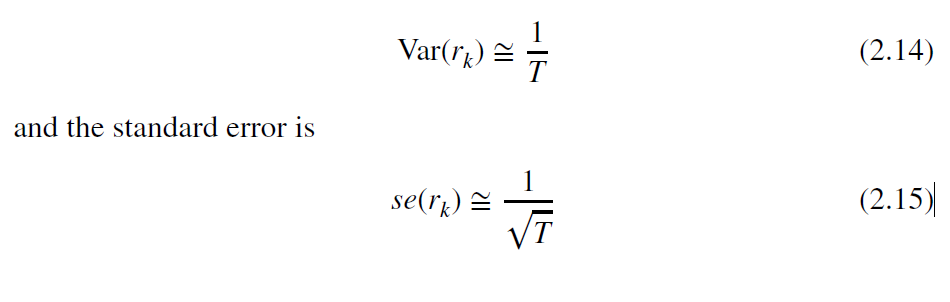 Var(r_k) ≅ 1/T (2.14)
and the standard error is
se(r_k) ≅ 1/√T (2.15)